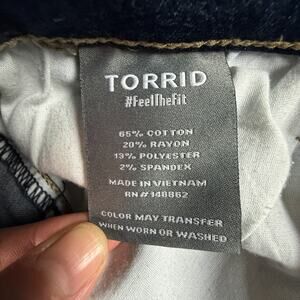 TORRID
#FeelTheFit
65% COTTON
20% RAYON
13% POLYESTER
2% SPANDEX
MADE IN VIETNAM
RN# 148862
COLOR MAY TRANSFER
WHEN WORN OR WASHED